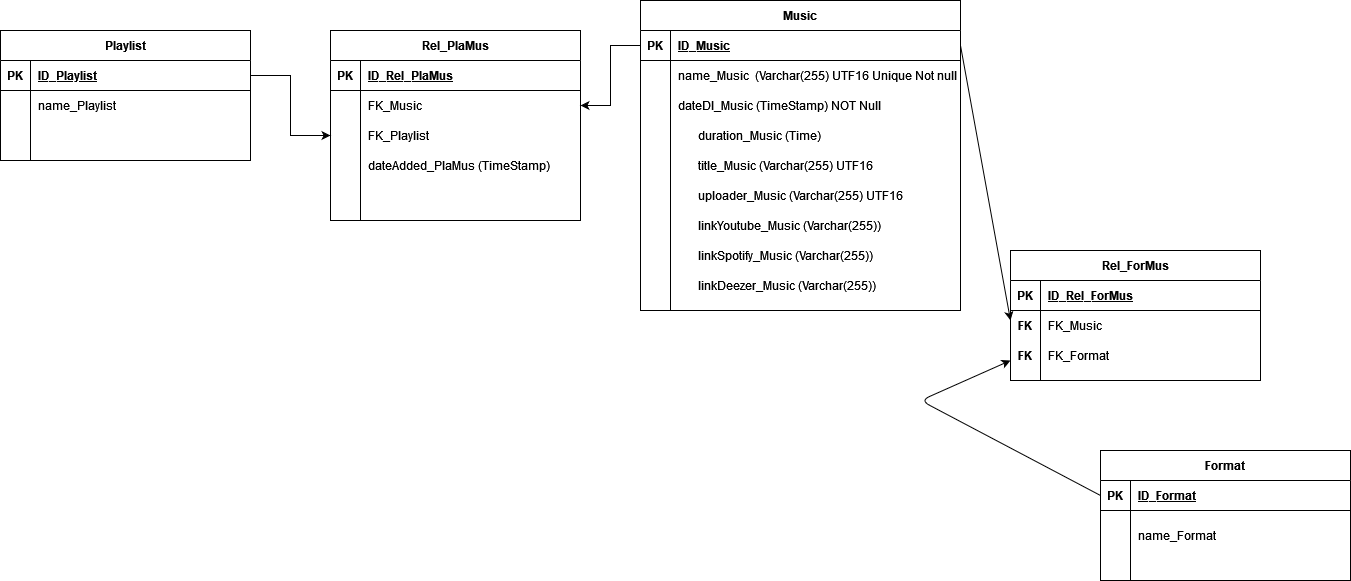 Playlist
PK ID_Playlist
name_Playlist
Rel_PlaMus
PK ID_Rel_PlaMus
FK_Music
FK_Playlist
dateAdded_PlaMus (TimeStamp)
Music
PK ID_Music
name_Music (Varchar(255) UTF16 Unique Not null
dateDl_Music (TimeStamp) NOT Null
duration_Music (Time)
title_Music (Varchar(255) UTF16
uploader_Music (Varchar(255) UTF16
linkYoutube_Music (Varchar(255))
linkSpotify_Music (Varchar(255))
linkDeezer_Music (Varchar(255))
Rel_ForMus
PK ID_Rel_ForMus
FK FK_Music
FK FK_Format
Format
PK ID_Format
name_Format